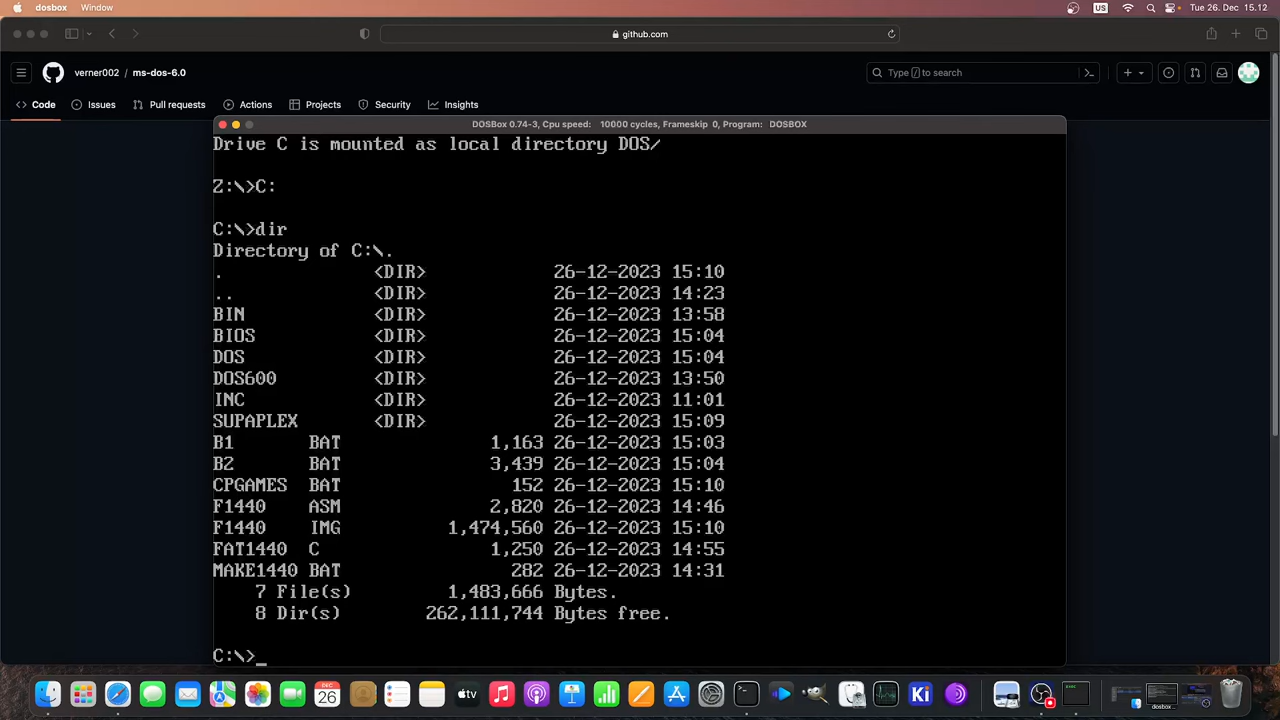 dosbox Window US Tue 26. Dec 15.12
github.com
verner002 / ms-dos-6.0 Type / to search
Code Issues Pull requests Actions Projects Security Insights
DOSBox 0.74-3, Cpu speed: 10000 cycles, Frameskip 0, Program: DOSBOX
Drive C is mounted as local directory DOS/
Z:\>C:
C:\>dir
Directory of C:\.
. <DIR> 26-12-2023 15:10
.. <DIR> 26-12-2023 14:23
BIN <DIR> 26-12-2023 13:58
BIOS <DIR> 26-12-2023 15:04
DOS <DIR> 26-12-2023 15:04
DOS600 <DIR> 26-12-2023 13:50
INC <DIR> 26-12-2023 11:01
SUPAPLEX <DIR> 26-12-2023 15:09
B1 BAT 1,163 26-12-2023 15:03
B2 BAT 3,439 26-12-2023 15:04
CPGAMES BAT 152 26-12-2023 15:10
F1440 ASM 2,820 26-12-2023 14:46
F1440 IMG 1,474,560 26-12-2023 15:10
FAT1440 C 1,250 26-12-2023 14:55
MAKE1440 BAT 282 26-12-2023 14:31
7 File(s) 1,483,666 Bytes.
8 Dir(s) 262,111,744 Bytes free.
C:\>_
DEC 26 tv Ki dosbox